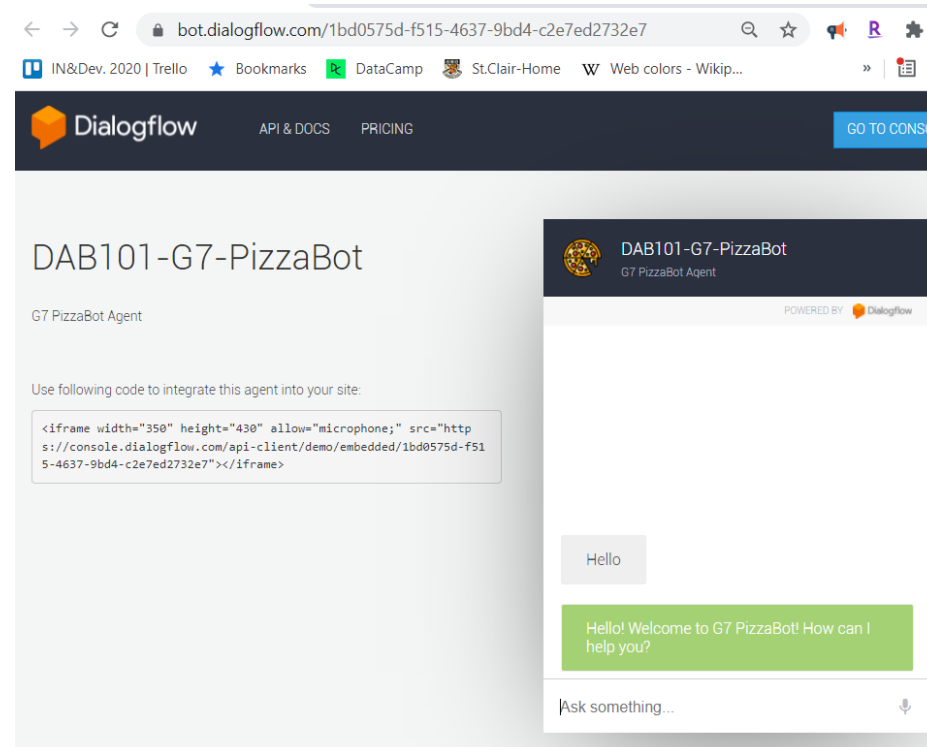 bot.dialogflow.com/1bd0575d-f515-4637-9bd4-c2e7ed2732e7
R
IN&Dev. 2020 | Trello
Bookmarks
DataCamp
St.Clair-Home
W Web colors - Wikip...
»
Dialogflow
API & DOCS
PRICING
GO TO CONS
DAB101-G7-PizzaBot
G7 PizzaBot Agent
Use following code to integrate this agent into your site:
<iframe width="350" height="430" allow="microphone;" src="http
s://console.dialogflow.com/api-client/demo/embedded/1bd0575d-f51
5-4637-9bd4-c2e7ed2732e7"></iframe>
DAB101-G7-PizzaBot
G7 PizzaBot Agent
POWERED BY Dialogflow
Hello
Hello! Welcome to G7 PizzaBot! How can I
help you?
Ask something...